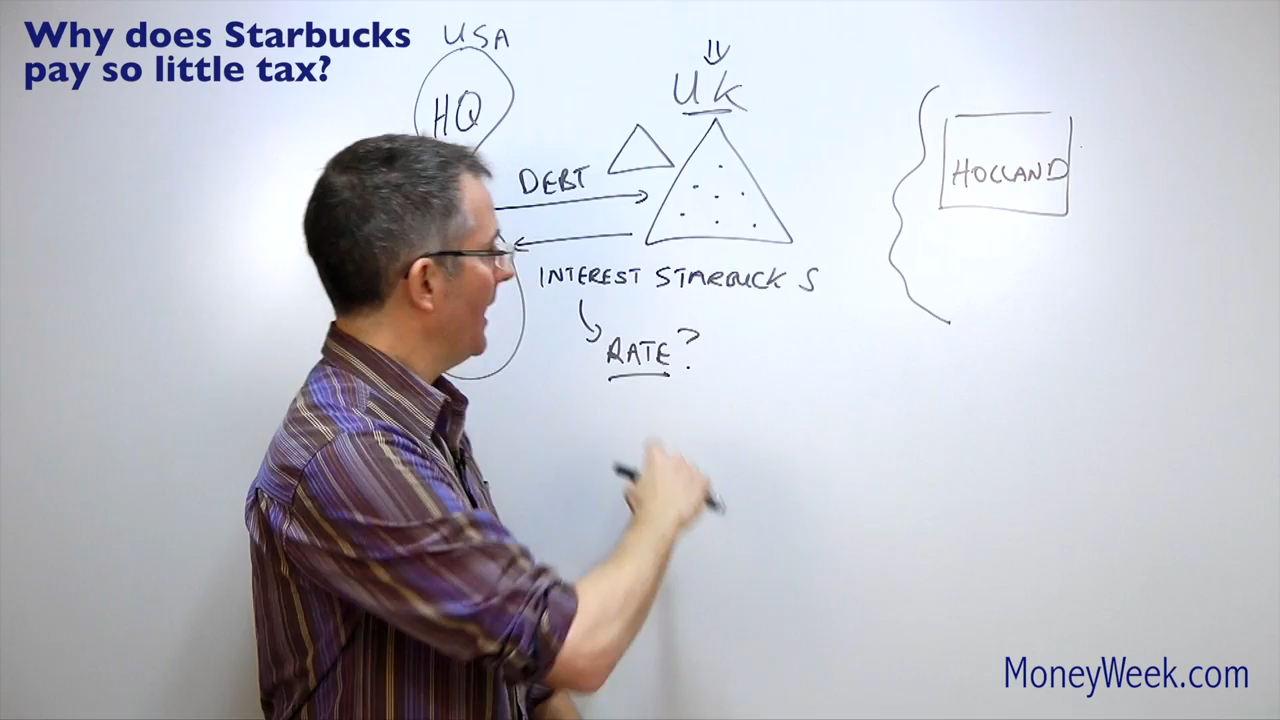 Why does Starbucks
pay so little tax?
USA
HQ
UK
DEBT
HOLLAND
INTEREST STARBUCKS
RATE?
MoneyWeek.com